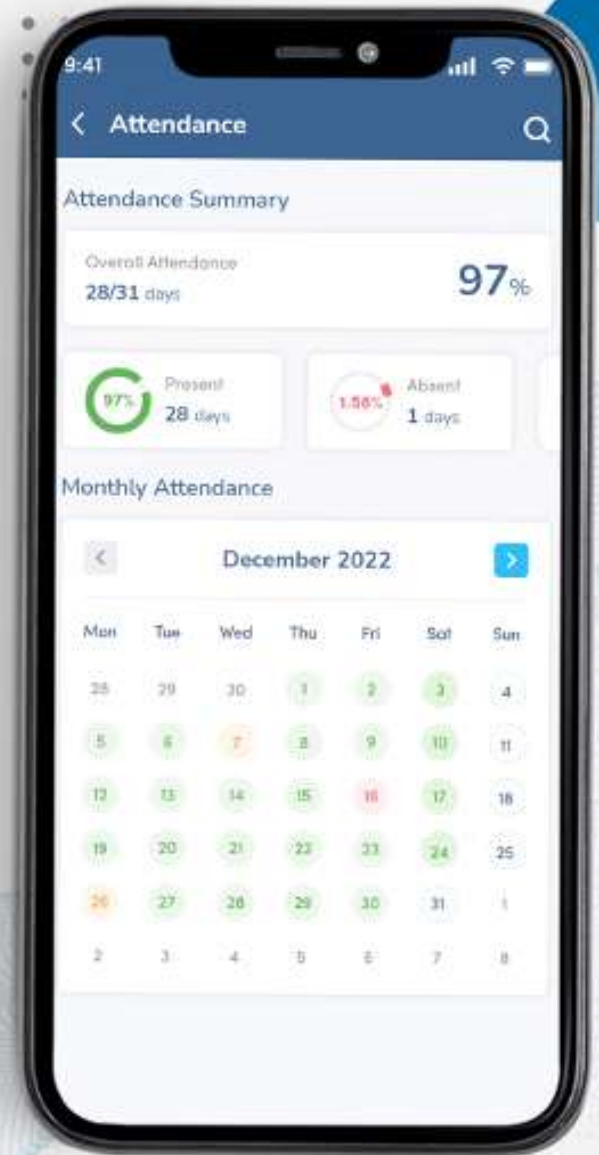 9:41
Attendance
Attendance Summary
Overall Attendance
28/31 days
97%
97%
Present
28 days
1.58%
Absent
1 days
Monthly Attendance
December 2022
Mon Tue Wed Thu Fri Sat Sun
28 29 30 1 2 3 4
5 6 7 8 9 10 11
12 13 14 15 16 17 18
19 20 21 22 23 24 25
26 27 28 29 30 31 1
2 3 4 5 6 7 8